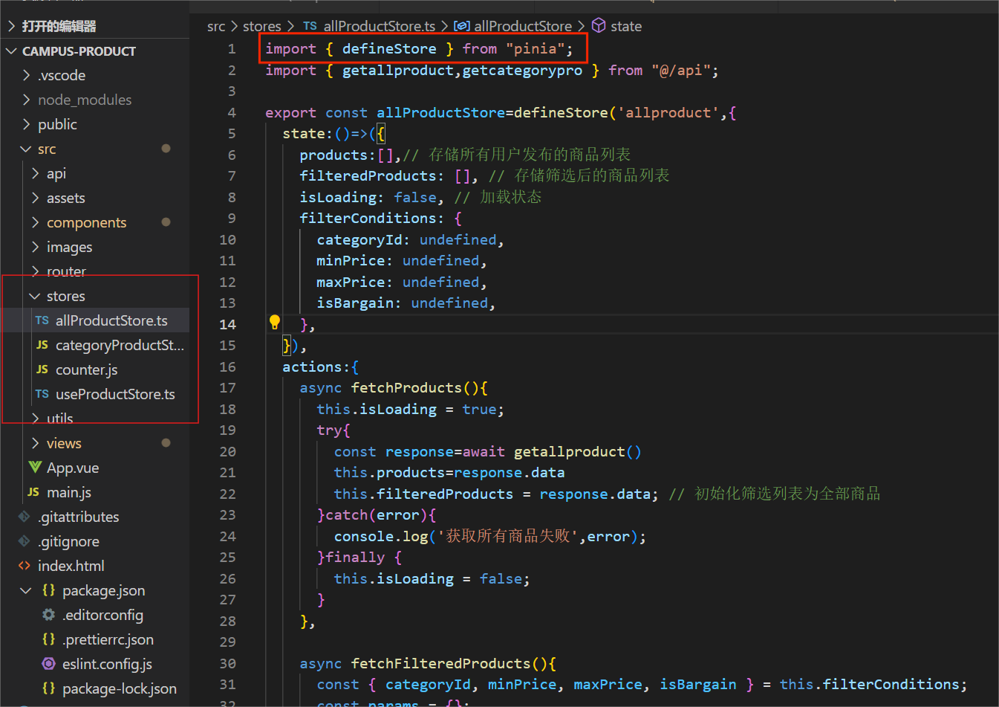 打开的编辑器
CAMPUS-PRODUCT
.vscode
node_modules
public
src
api
assets
components
images
router
stores
TS allProductStore.ts
JS categoryProductSt...
JS counter.js
TS useProductStore.ts
utils
views
App.vue
JS main.js
.gitattributes
.gitignore
<> index.html
{} package.json
.editorconfig
{} .prettierrc.json
eslint.config.js
{} package-lock.json
src > stores > TS allProductStore.ts > allProductStore > state
1 import { defineStore } from "pinia";
2 import { getallproduct,getcategorypro } from "@/api";
3
4 export const allProductStore=defineStore('allproduct',{
5 state:()=>({
6 products:[],// 存储所有用户发布的商品列表
7 filteredProducts: [], // 存储筛选后的商品列表
8 isLoading: false, // 加载状态
9 filterConditions: {
10 categoryId: undefined,
11 minPrice: undefined,
12 maxPrice: undefined,
13 isBargain: undefined,
14 },
15 }),
16 actions:{
17 async fetchProducts(){
18 this.isLoading = true;
19 try{
20 const response=await getallproduct()
21 this.products=response.data
22 this.filteredProducts = response.data; // 初始化筛选列表为全部商品
23 }catch(error){
24 console.log('获取所有商品失败',error);
25 }finally {
26 this.isLoading = false;
27 }
28 },
29
30 async fetchFilteredProducts(){
31 const { categoryId, minPrice, maxPrice, isBargain } = this.filterConditions;
32 const params = {};